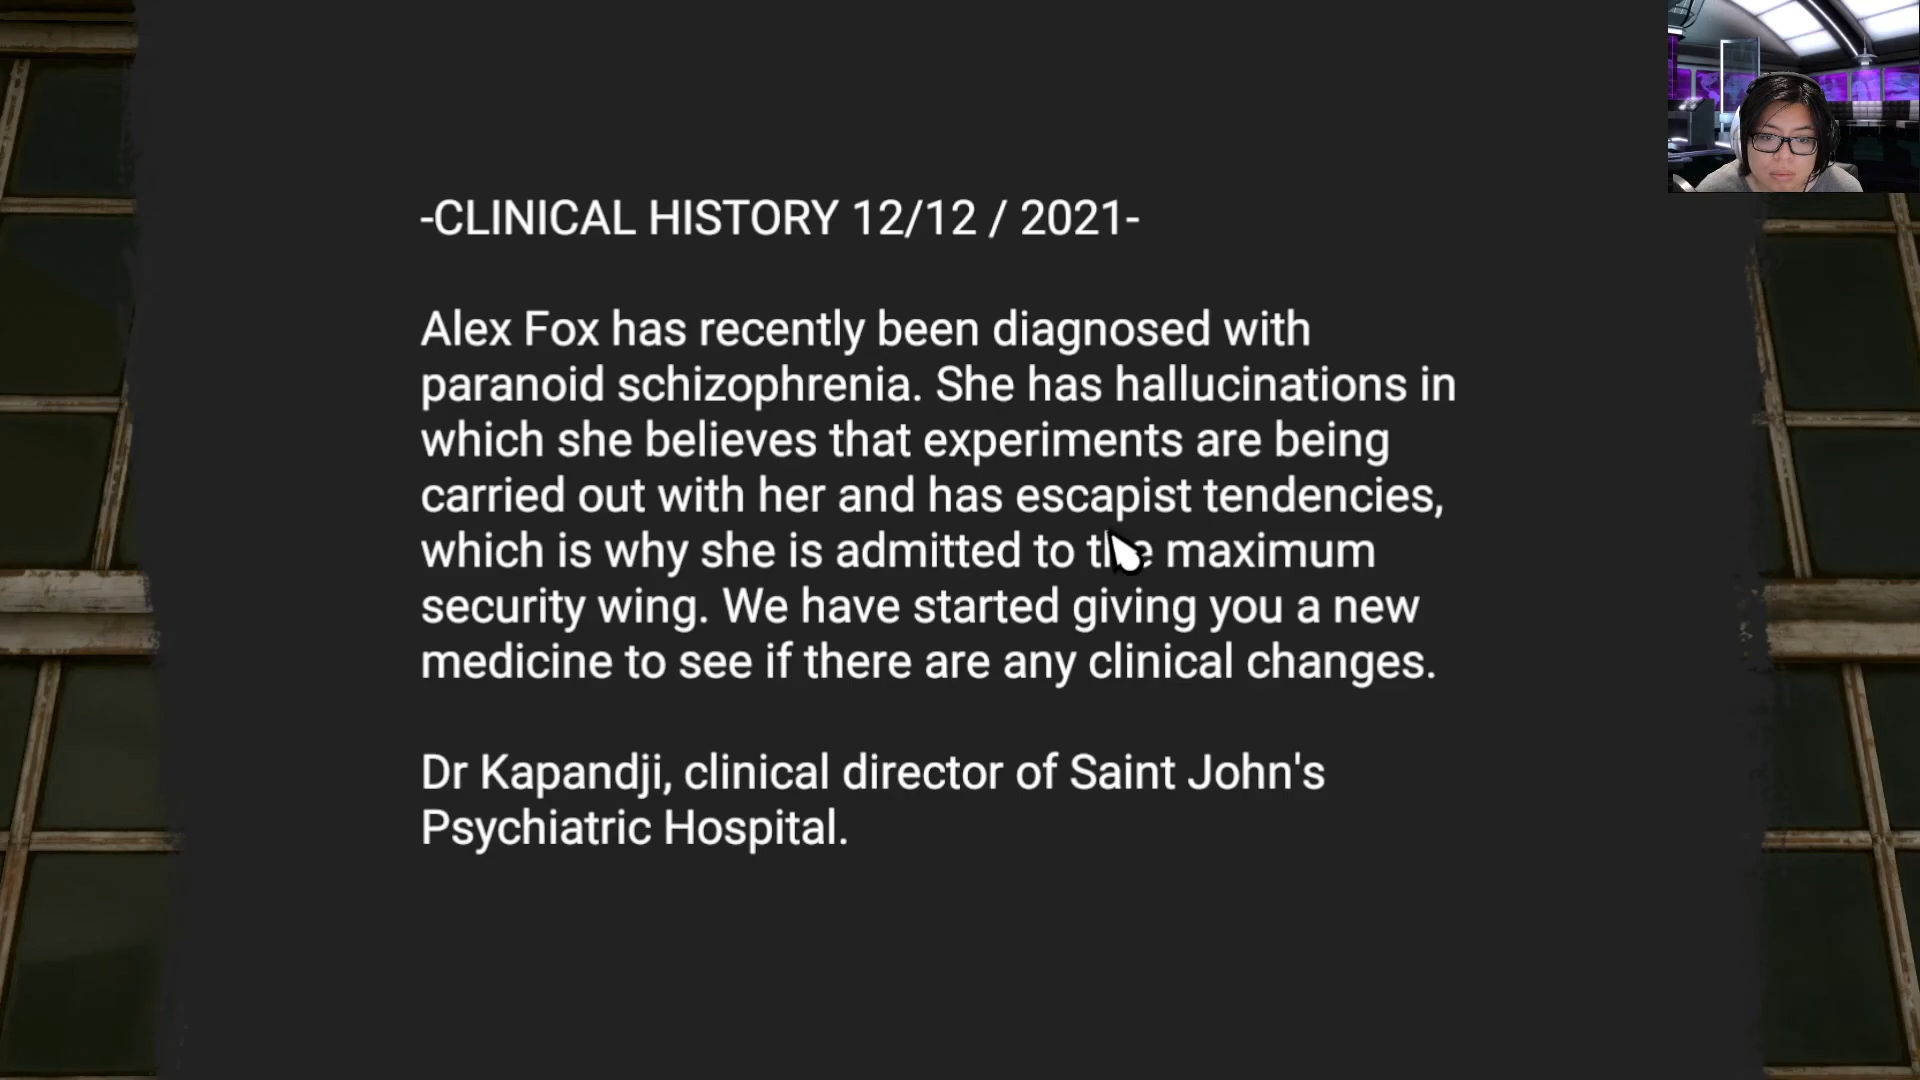 -CLINICAL HISTORY 12/12 / 2021-
Alex Fox has recently been diagnosed with
paranoid schizophrenia. She has hallucinations in
which she believes that experiments are being
carried out with her and has escapist tendencies,
which is why she is admitted to the maximum
security wing. We have started giving you a new
medicine to see if there are any clinical changes.
Dr Kapandji, clinical director of Saint John's
Psychiatric Hospital.